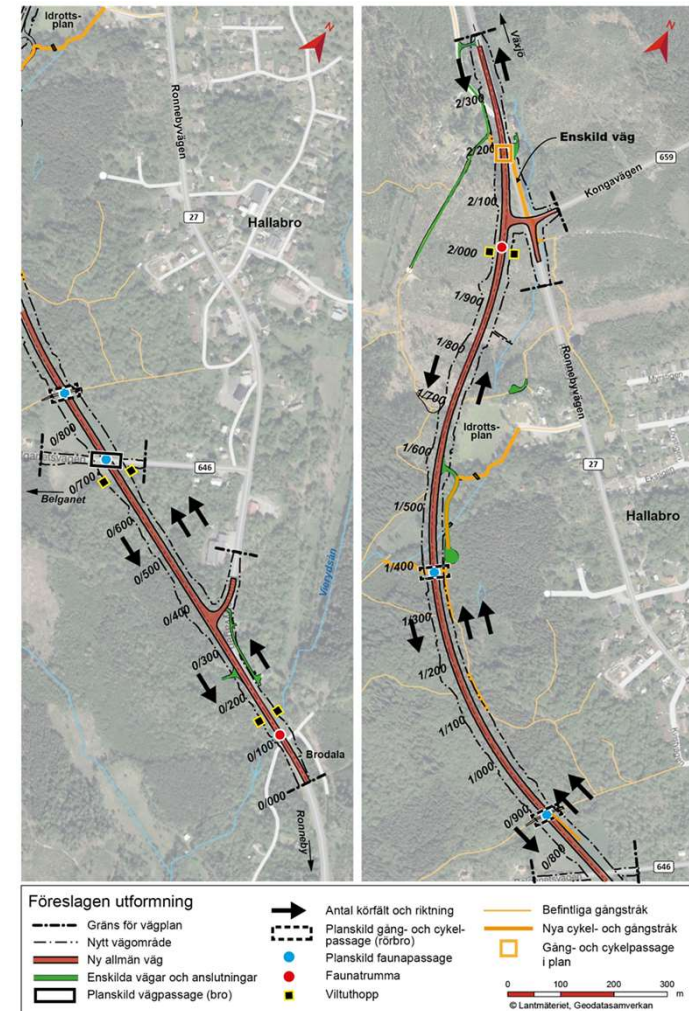 Idrotts-
plan
N
Ronnebyvägen
27
Hallabro
0/800
646
0/700
Belganet
0/600
0/500
Vierydsån
0/400
0/300
0/200
0/100
Brodala
0/000
Ronneby
N
Växjö
2/300
Enskild väg
2/200
659
Kongavägen
2/100
2/000
1/900
1/800
Ronnebyvägen
1/700
Idrotts-
plan
1/600
27
1/500
Hallabro
1/400
1/300
1/200
1/100
1/000
0/900
0/800
646
Föreslagen utformning
Gräns för vägplan
Nytt vägområde
Ny allmän väg
Enskilda vägar och anslutningar
Planskild vägpassage (bro)
Antal körfält och riktning
Planskild gång- och cykel-
passage (rörbro)
Planskild faunapassage
Faunatrumma
Viltuthopp
Befintliga gångstråk
Nya cykel- och gångstråk
Gång- och cykelpassage
i plan
0 50 100 200 300
m
© Lantmäteriet, Geodatasamverkan